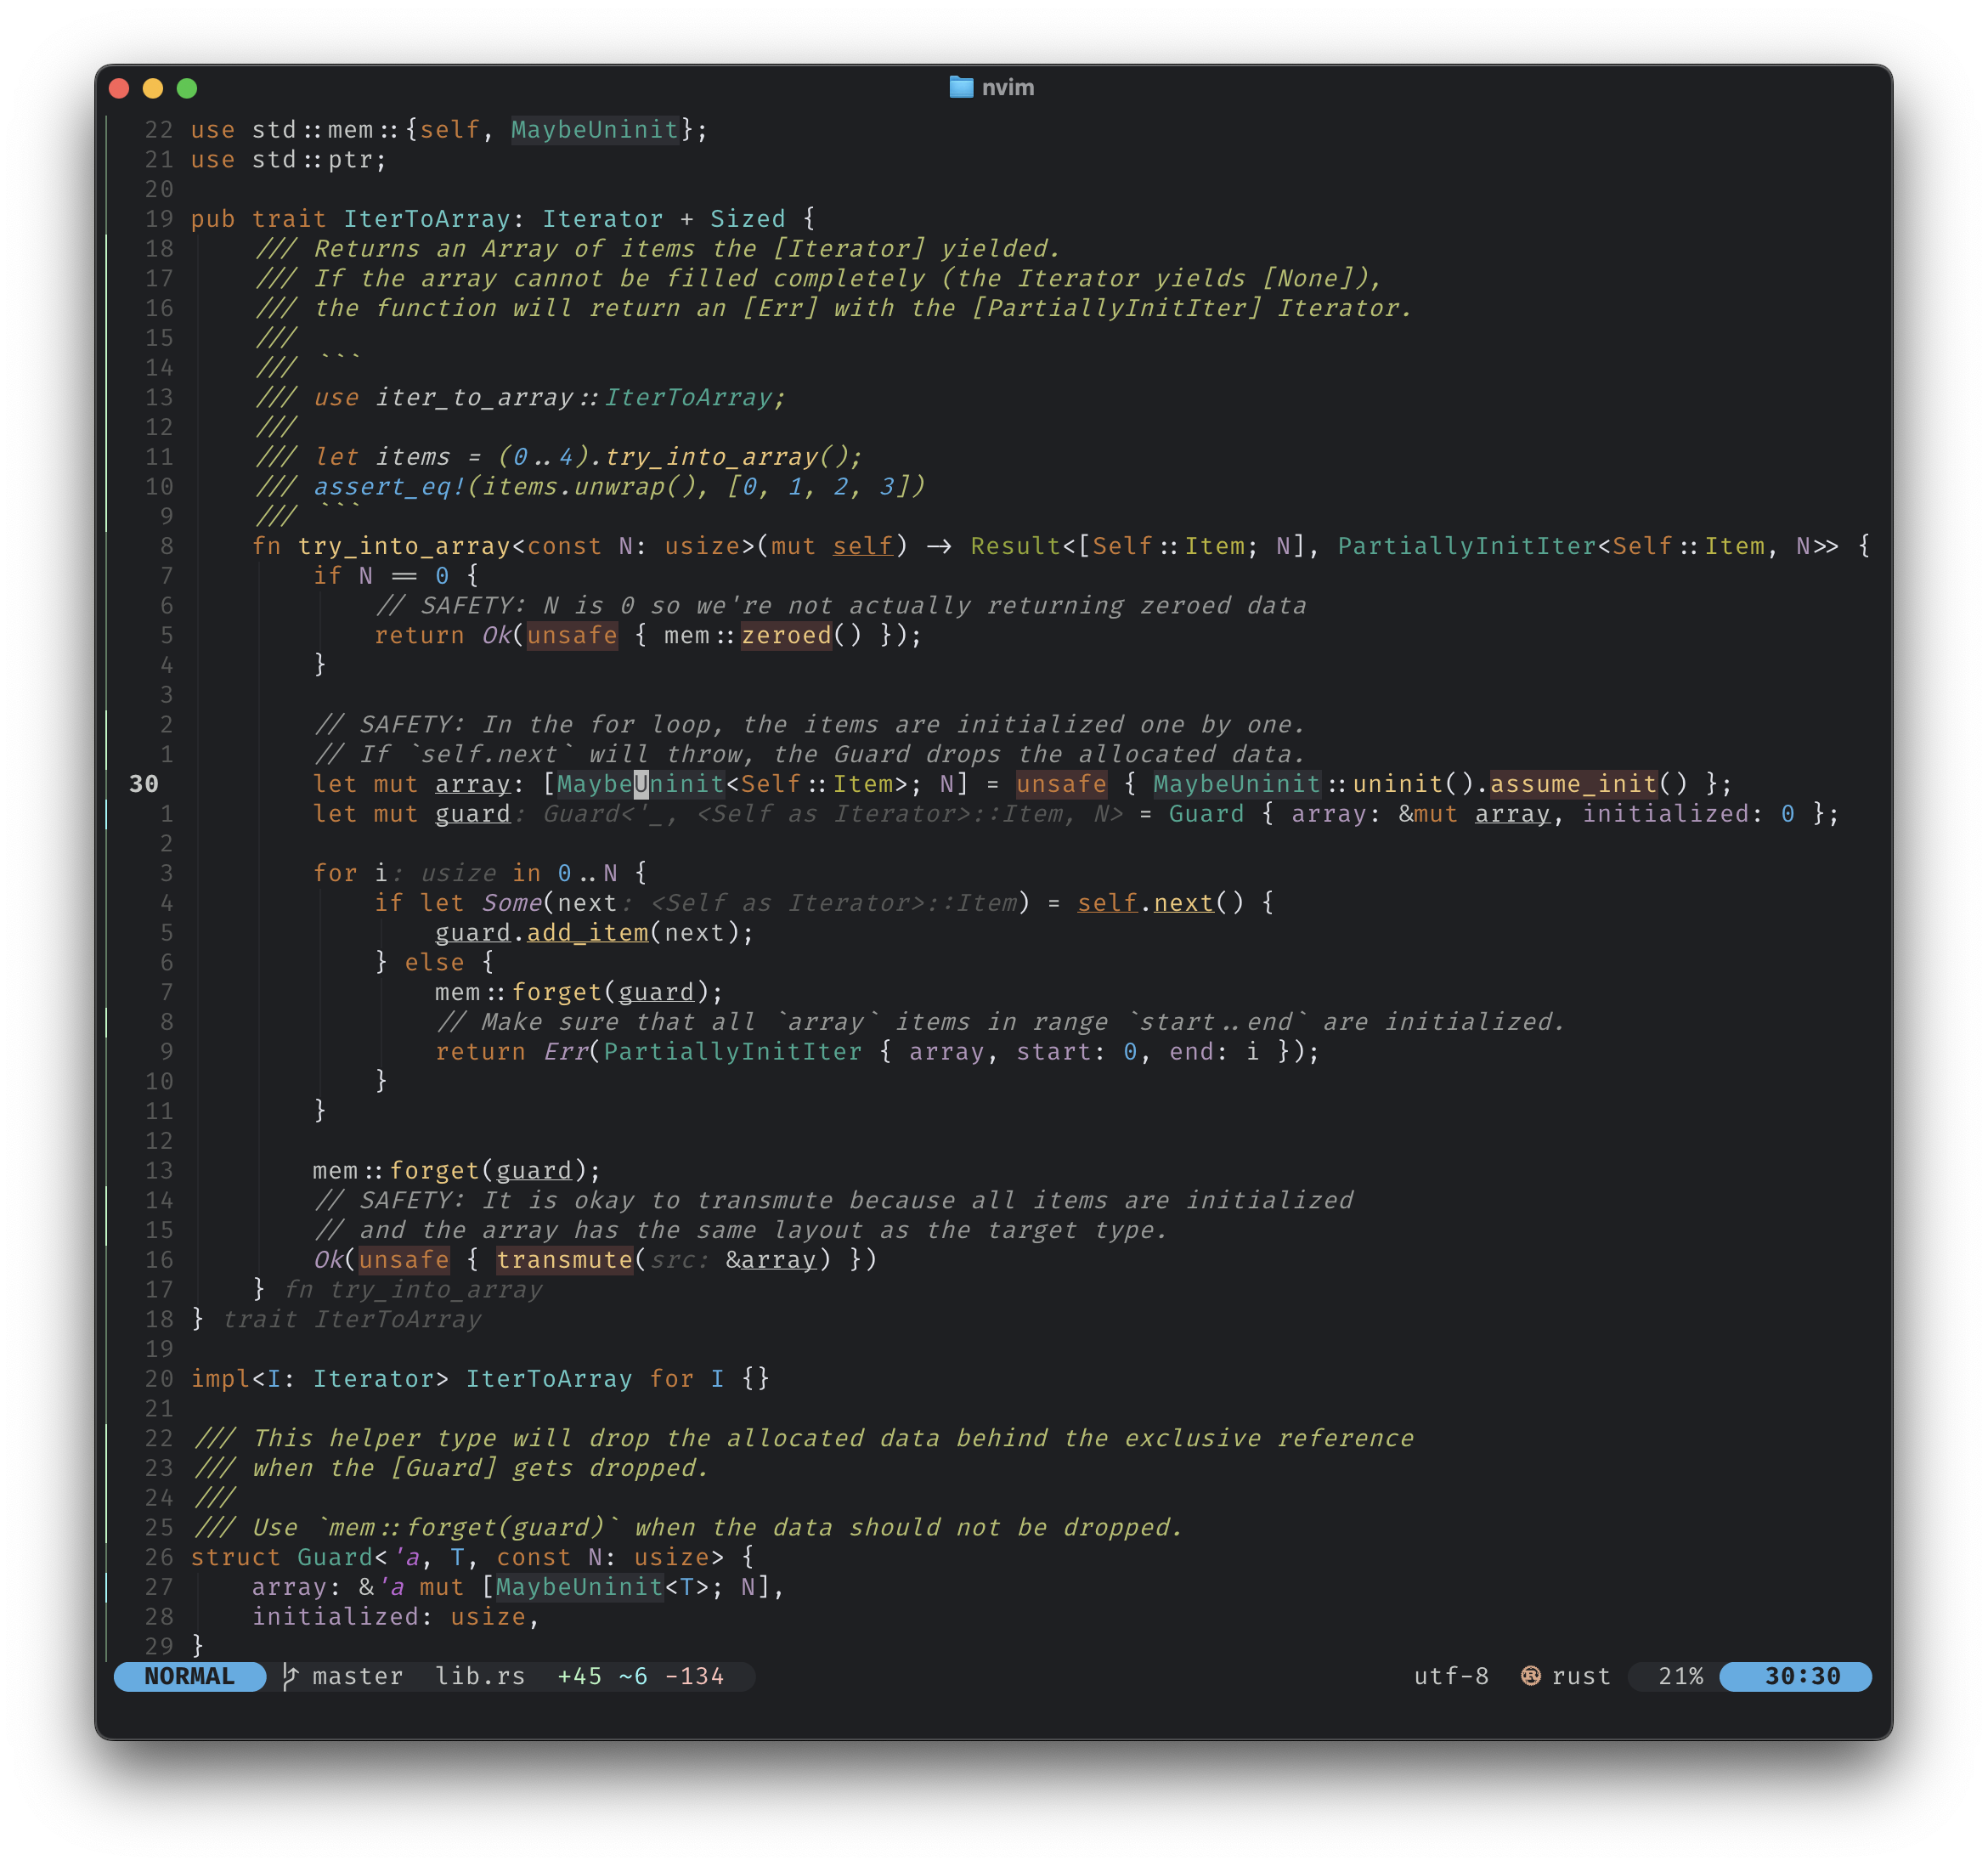 nvim
22 use std::mem::{self, MaybeUninit};
21 use std::ptr;
20
19 pub trait IterToArray: Iterator + Sized {
18     /// Returns an Array of items the [Iterator] yielded.
17     /// If the array cannot be filled completely (the Iterator yields [None]),
16     /// the function will return an [Err] with the [PartiallyInitIter] Iterator.
15     ///
14     /// ```
13     /// use iter_to_array::IterToArray;
12     ///
11     /// let items = (0..4).try_into_array();
10     /// assert_eq!(items.unwrap(), [0, 1, 2, 3])
9     /// ```
8     fn try_into_array<const N: usize>(mut self) -> Result<[Self::Item; N], PartiallyInitIter<Self::Item, N>> {
7         if N == 0 {
6             // SAFETY: N is 0 so we're not actually returning zeroed data
5             return Ok(unsafe { mem::zeroed() });
4         }
3
2         // SAFETY: In the for loop, the items are initialized one by one.
1         // If `self.next` will throw, the Guard drops the allocated data.
30         let mut array: [MaybeUninit<Self::Item>; N] = unsafe { MaybeUninit::uninit().assume_init() };
1         let mut guard: Guard<'_, <Self as Iterator>::Item, N> = Guard { array: &mut array, initialized: 0 };
2
3         for i: usize in 0..N {
4             if let Some(next: <Self as Iterator>::Item) = self.next() {
5                 guard.add_item(next);
6             } else {
7                 mem::forget(guard);
8                 // Make sure that all `array` items in range `start..end` are initialized.
9                 return Err(PartiallyInitIter { array, start: 0, end: i });
10             }
11         }
12
13         mem::forget(guard);
14         // SAFETY: It is okay to transmute because all items are initialized
15         // and the array has the same layout as the target type.
16         Ok(unsafe { transmute(src: &array) })
17     } fn try_into_array
18 } trait IterToArray
19
20 impl<I: Iterator> IterToArray for I {}
21
22 /// This helper type will drop the allocated data behind the exclusive reference
23 /// when the [Guard] gets dropped.
24 ///
25 /// Use `mem::forget(guard)` when the data should not be dropped.
26 struct Guard<'a, T, const N: usize> {
27     array: &'a mut [MaybeUninit<T>; N],
28     initialized: usize,
29 }
NORMAL master lib.rs +45 ~6 -134 utf-8 rust 21% 30:30